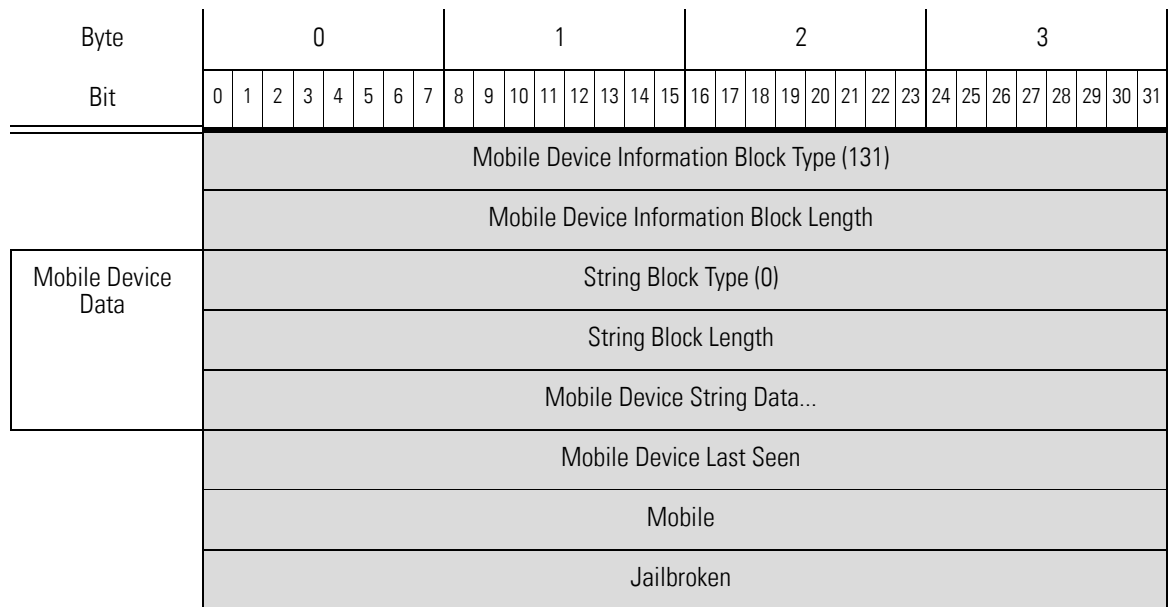 Byte 0 1 2 3
Bit 0 1 2 3 4 5 6 7 8 9 10 11 12 13 14 15 16 17 18 19 20 21 22 23 24 25 26 27 28 29 30 31
Mobile Device Information Block Type (131)
Mobile Device Information Block Length
Mobile Device
Data
String Block Type (0)
String Block Length
Mobile Device String Data...
Mobile Device Last Seen
Mobile
Jailbroken